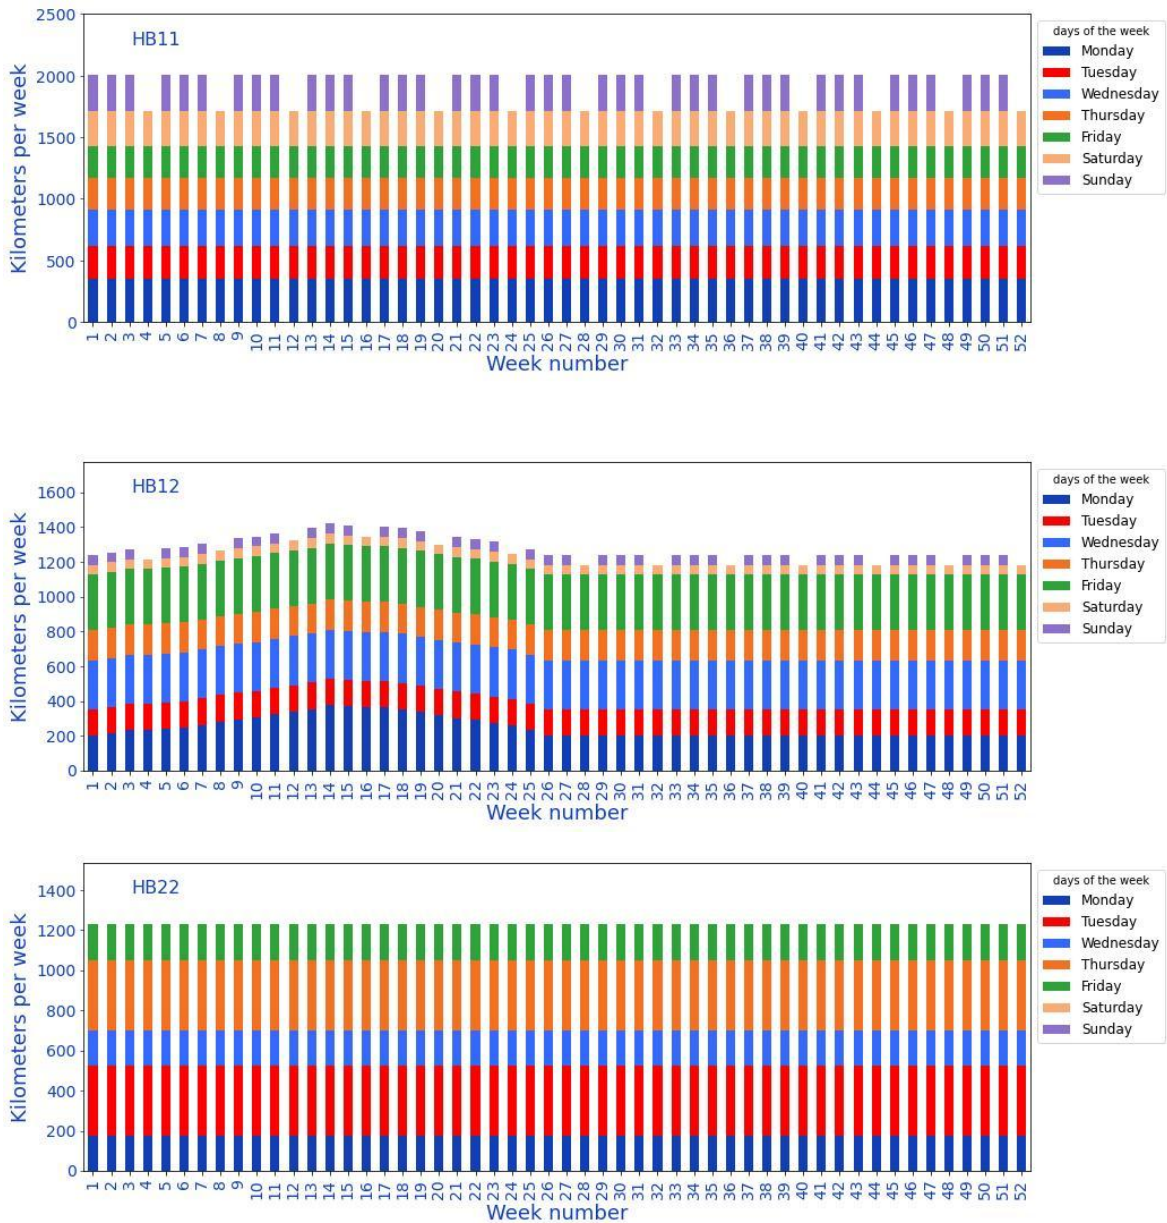 HB11
Kilometers per week
2500
2000
1500
1000
500
0
1 2 3 4 5 6 7 8 9 10 11 12 13 14 15 16 17 18 19 20 21 22 23 24 25 26 27 28 29 30 31 32 33 34 35 36 37 38 39 40 41 42 43 44 45 46 47 48 49 50 51 52
Week number
days of the week
Monday
Tuesday
Wednesday
Thursday
Friday
Saturday
Sunday
HB12
Kilometers per week
1600
1400
1200
1000
800
600
400
200
0
1 2 3 4 5 6 7 8 9 10 11 12 13 14 15 16 17 18 19 20 21 22 23 24 25 26 27 28 29 30 31 32 33 34 35 36 37 38 39 40 41 42 43 44 45 46 47 48 49 50 51 52
Week number
days of the week
Monday
Tuesday
Wednesday
Thursday
Friday
Saturday
Sunday
HB22
Kilometers per week
1400
1200
1000
800
600
400
200
0
1 2 3 4 5 6 7 8 9 10 11 12 13 14 15 16 17 18 19 20 21 22 23 24 25 26 27 28 29 30 31 32 33 34 35 36 37 38 39 40 41 42 43 44 45 46 47 48 49 50 51 52
Week number
days of the week
Monday
Tuesday
Wednesday
Thursday
Friday
Saturday
Sunday